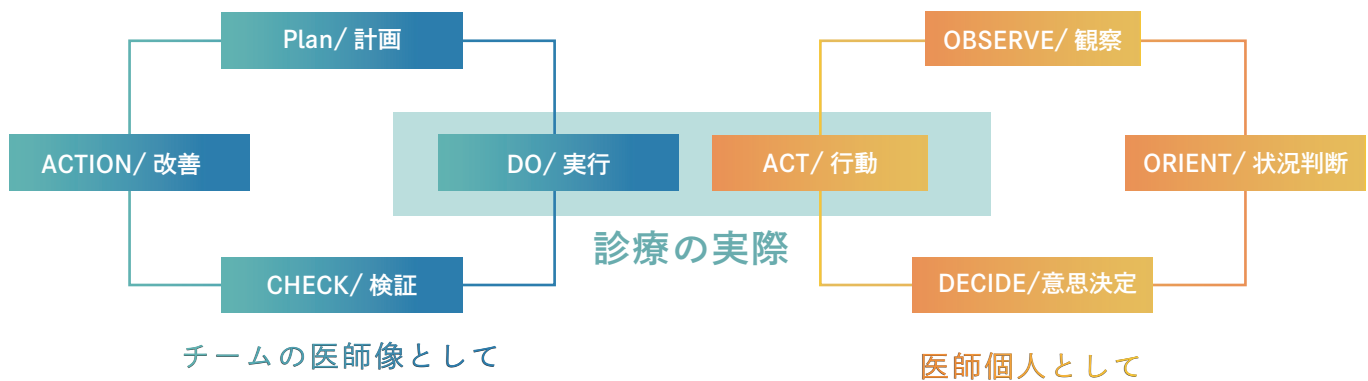 Plan/ 計画
OBSERVE/ 観察
ACTION/ 改善
DO/ 実行
ACT/ 行動
ORIENT/ 状況判断
診療の実際
CHECK/ 検証
DECIDE/意思決定
チームの医師像として
医師個人として